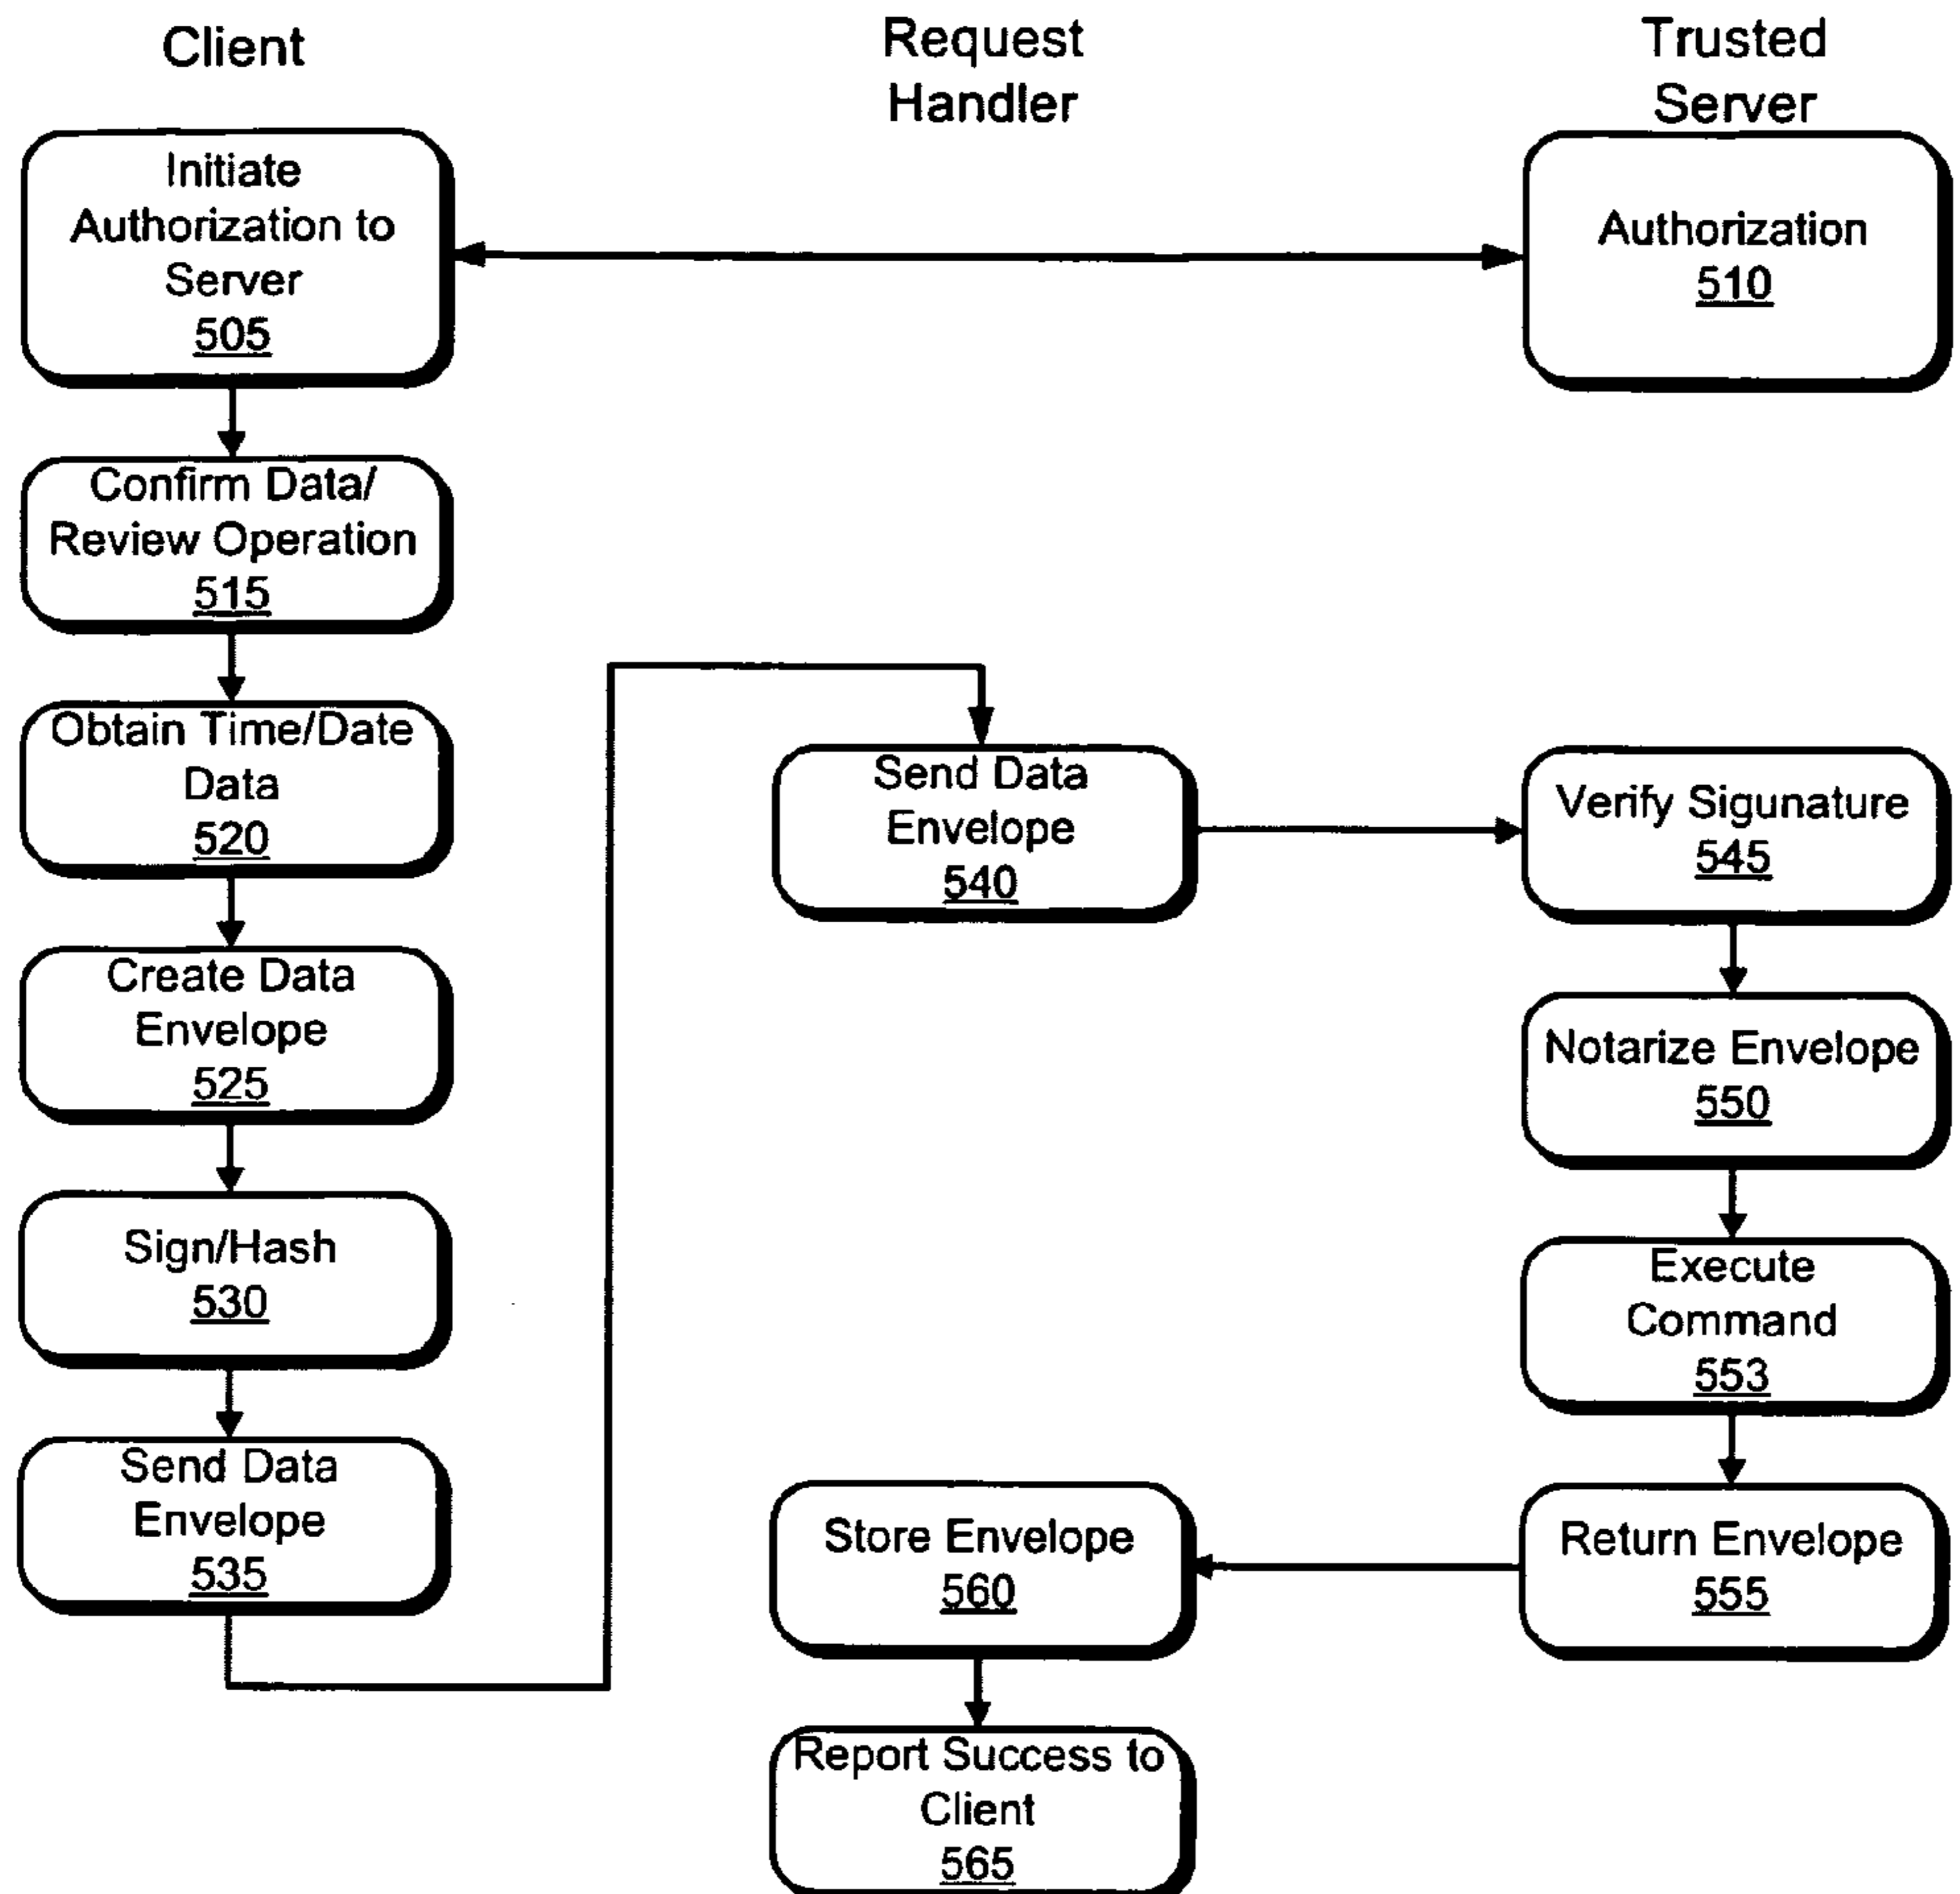 Client
Request
Handler
Trusted
Server
Initiate
Authorization to
Server
505
Authorization
510
Confirm Data/
Review Operation
515
Obtain Time/Date
Data
520
Create Data
Envelope
525
Sign/Hash
530
Send Data
Envelope
535
Send Data
Envelope
540
Verify Sigunature
545
Notarize Envelope
550
Execute
Command
553
Return Envelope
555
Store Envelope
560
Report Success to
Client
565